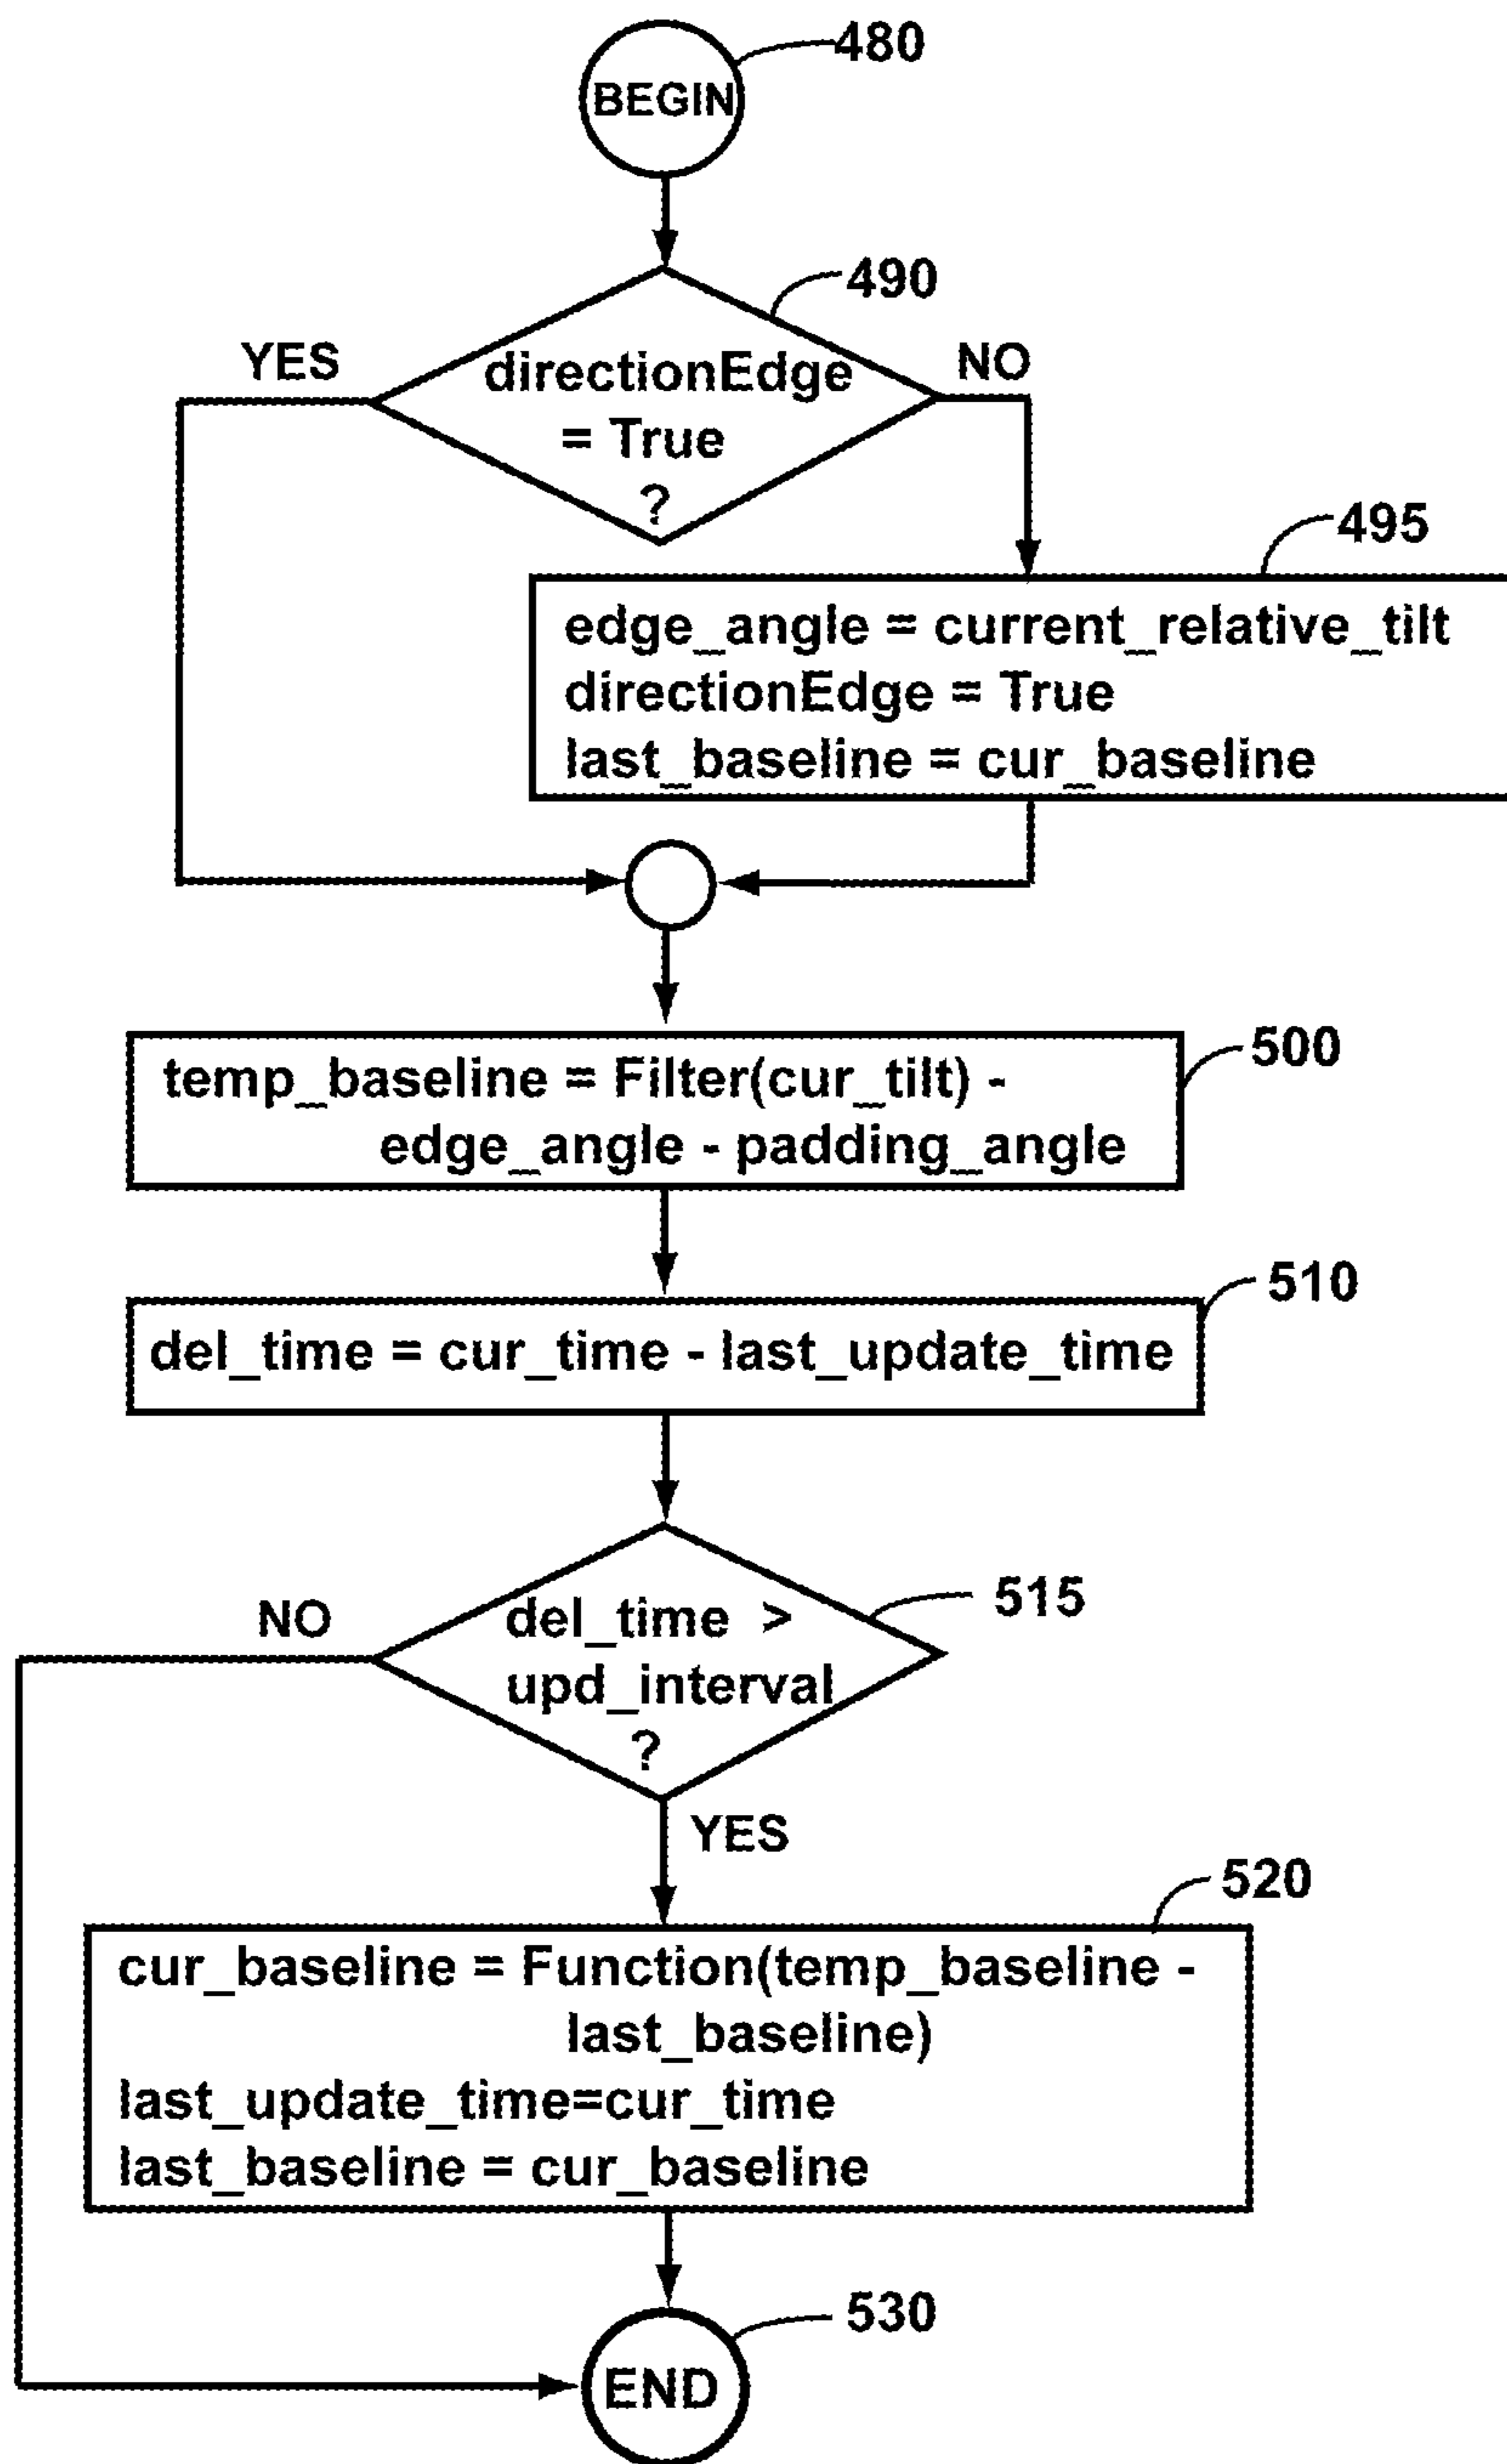 480
BEGIN
490
YES
NO
directionEdge
= True
?
495
edge_angle = current_relative_tilt
directionEdge = True
last_baseline = cur_baseline
500
temp_baseline = Filter(cur_tilt) -
edge_angle - padding_angle
510
del_time = cur_time - last_update_time
515
NO
del_time >
upd_interval
?
YES
520
cur_baseline = Function(temp_baseline -
last_baseline)
last_update_time=cur_time
last_baseline = cur_baseline
530
END